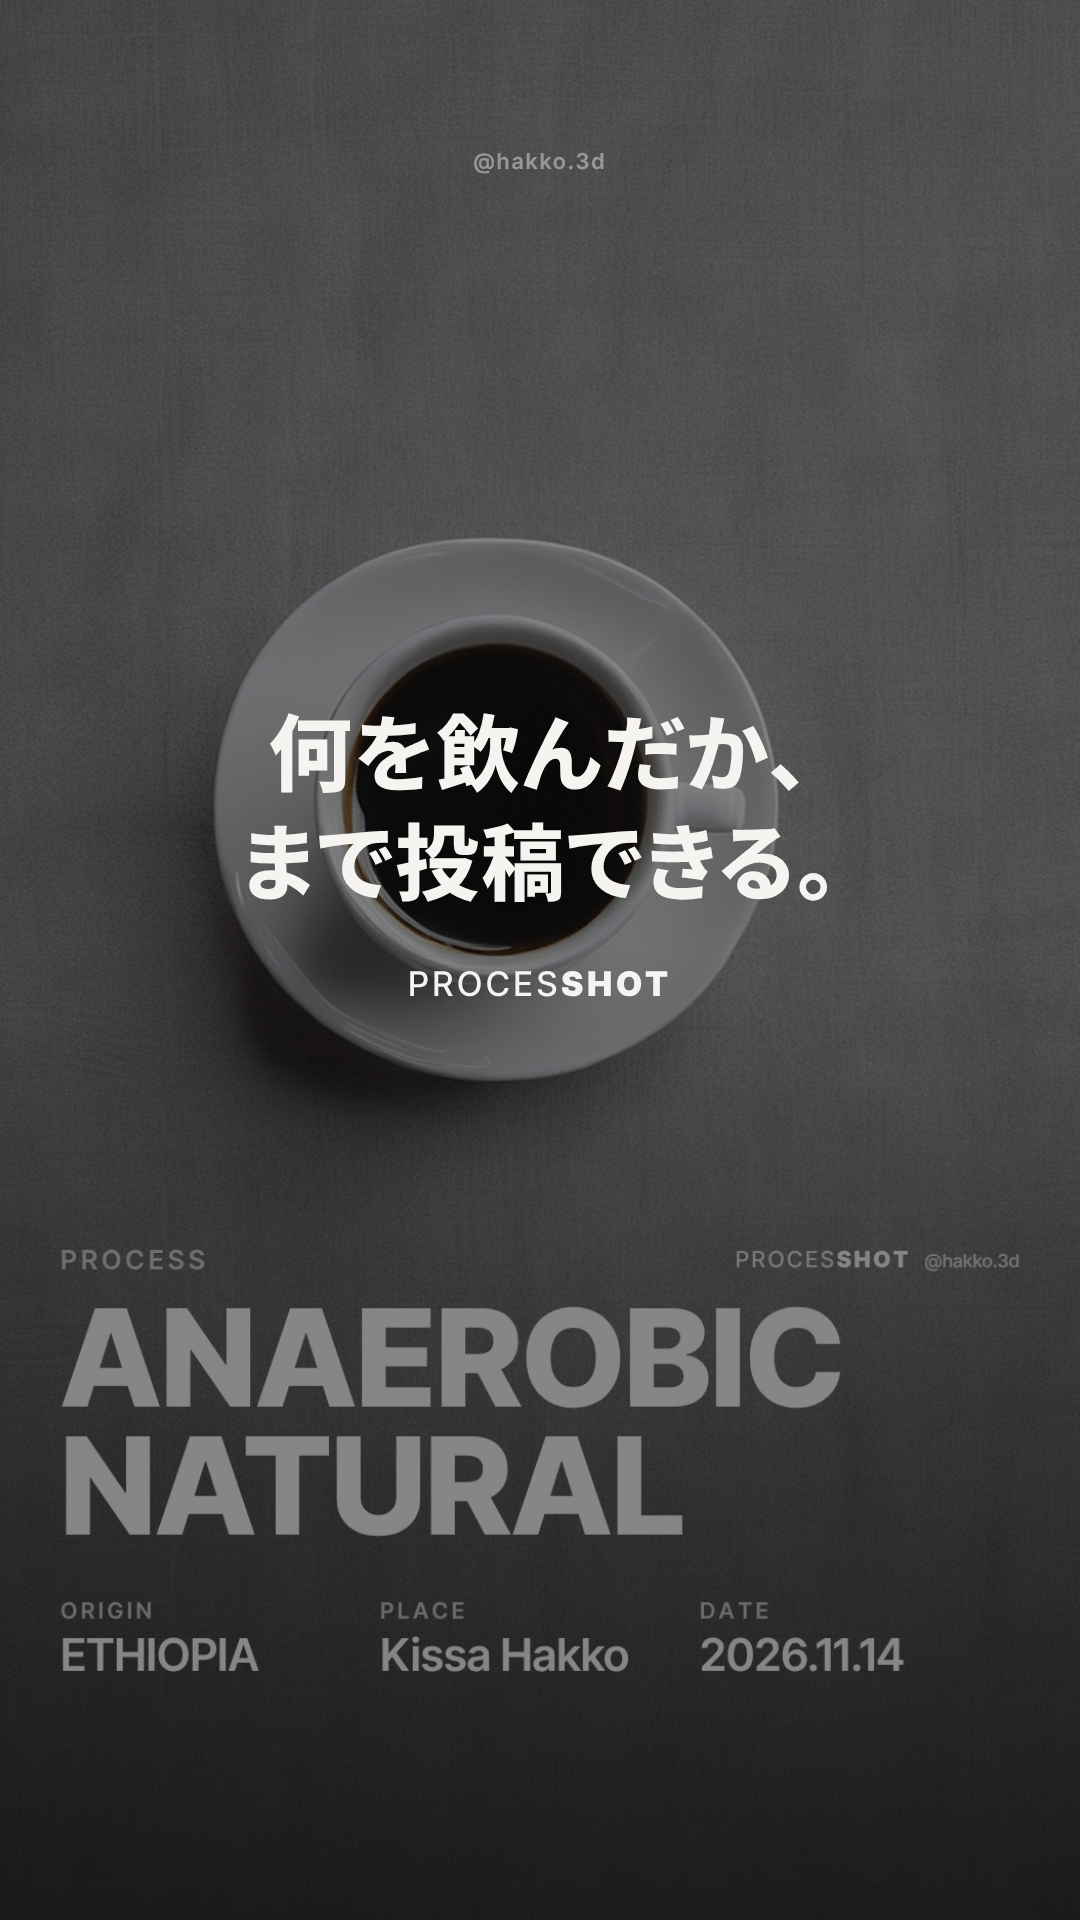 @hakko.3d
何を飲んだか、
まで投稿できる。
PROCESSHOT
PROCESS
PROCESSHOT @hakko.3d
ANAEROBIC
NATURAL
ORIGIN PLACE DATE
ETHIOPIA Kissa Hakko 2026.11.14